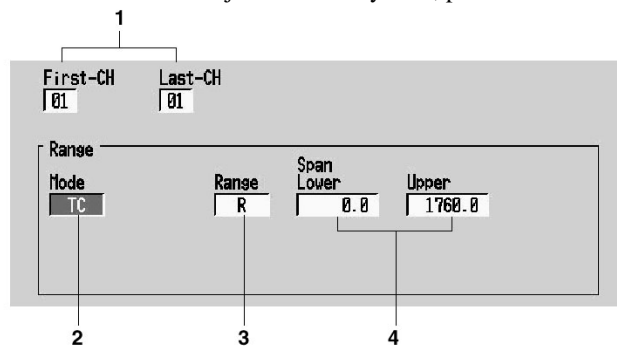 1
First-CH Last-CH
01 01
Range
Mode Range Span Lower Upper
TC R 0.0 1760.0
2 3 4